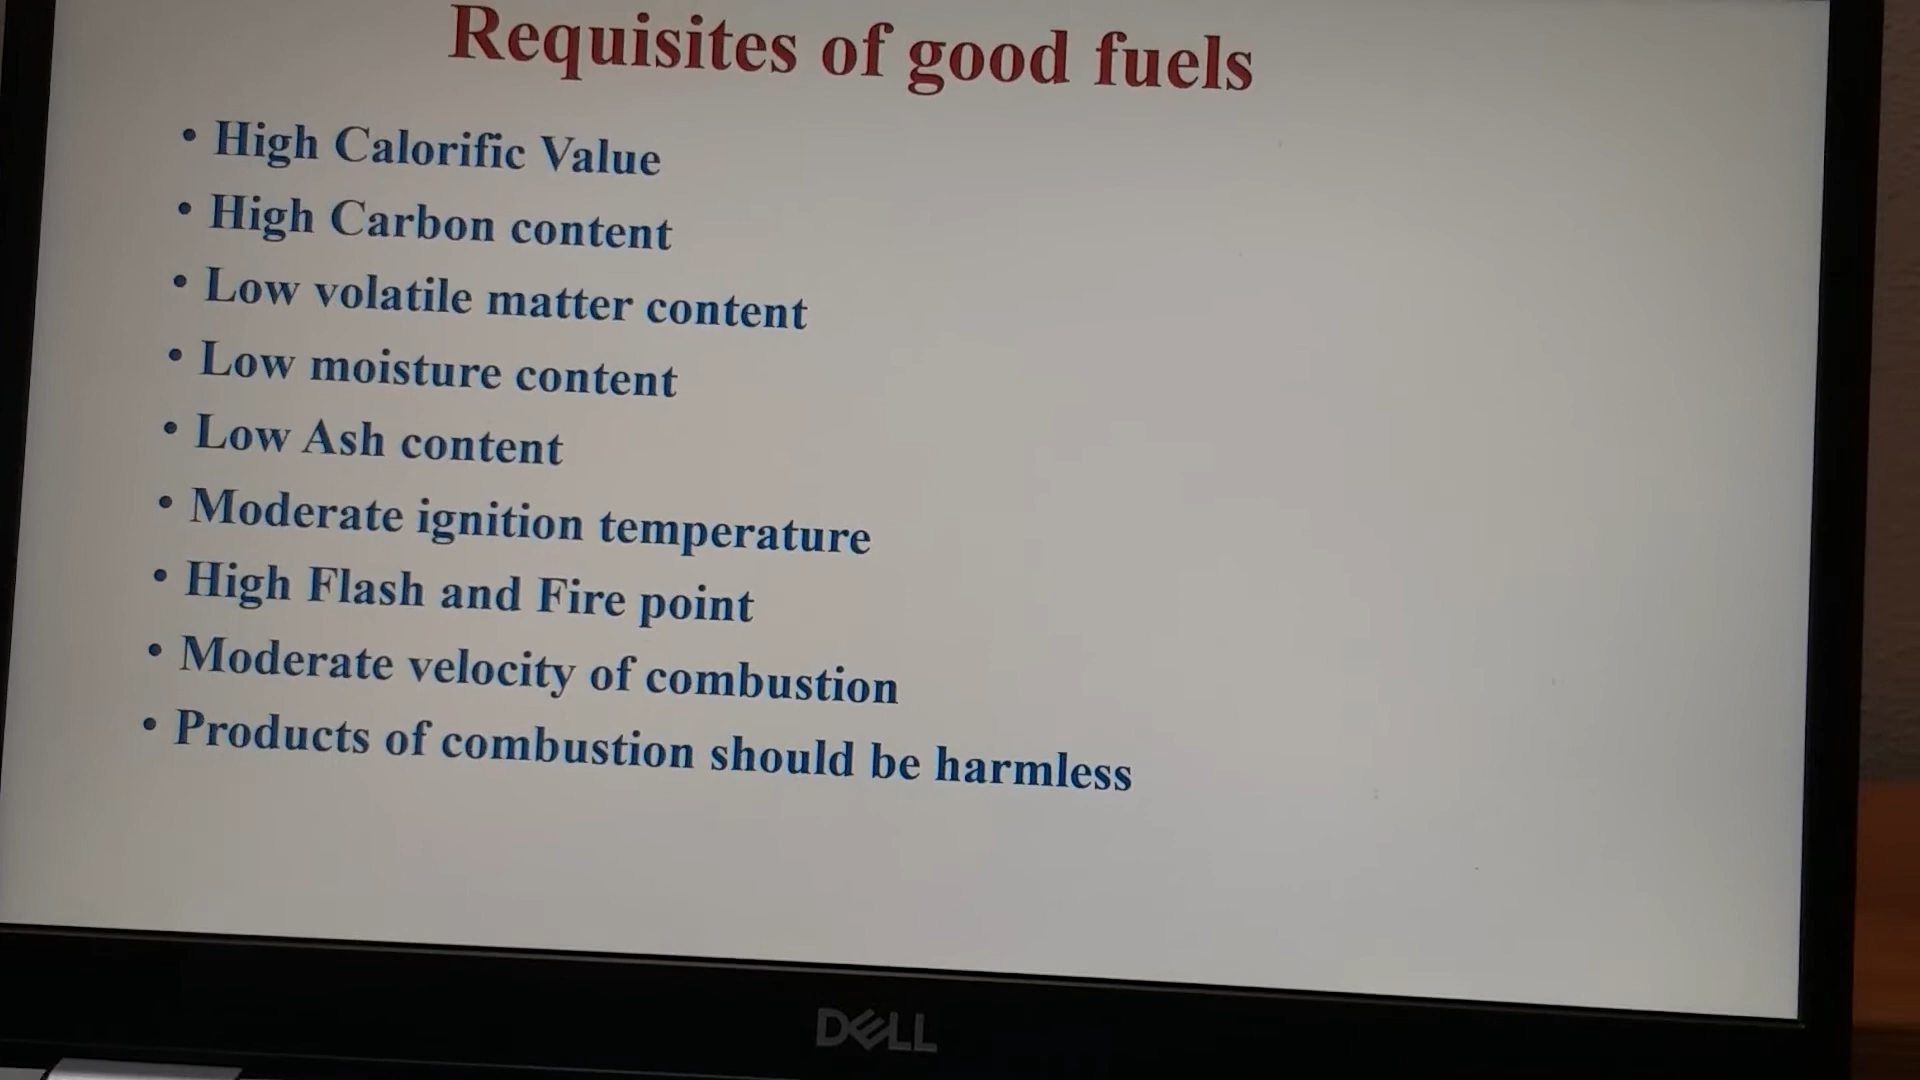 Requisites of good fuels
• High Calorific Value
• High Carbon content
• Low volatile matter content
• Low moisture content
• Low Ash content
• Moderate ignition temperature
• High Flash and Fire point
• Moderate velocity of combustion
• Products of combustion should be harmless
DELL